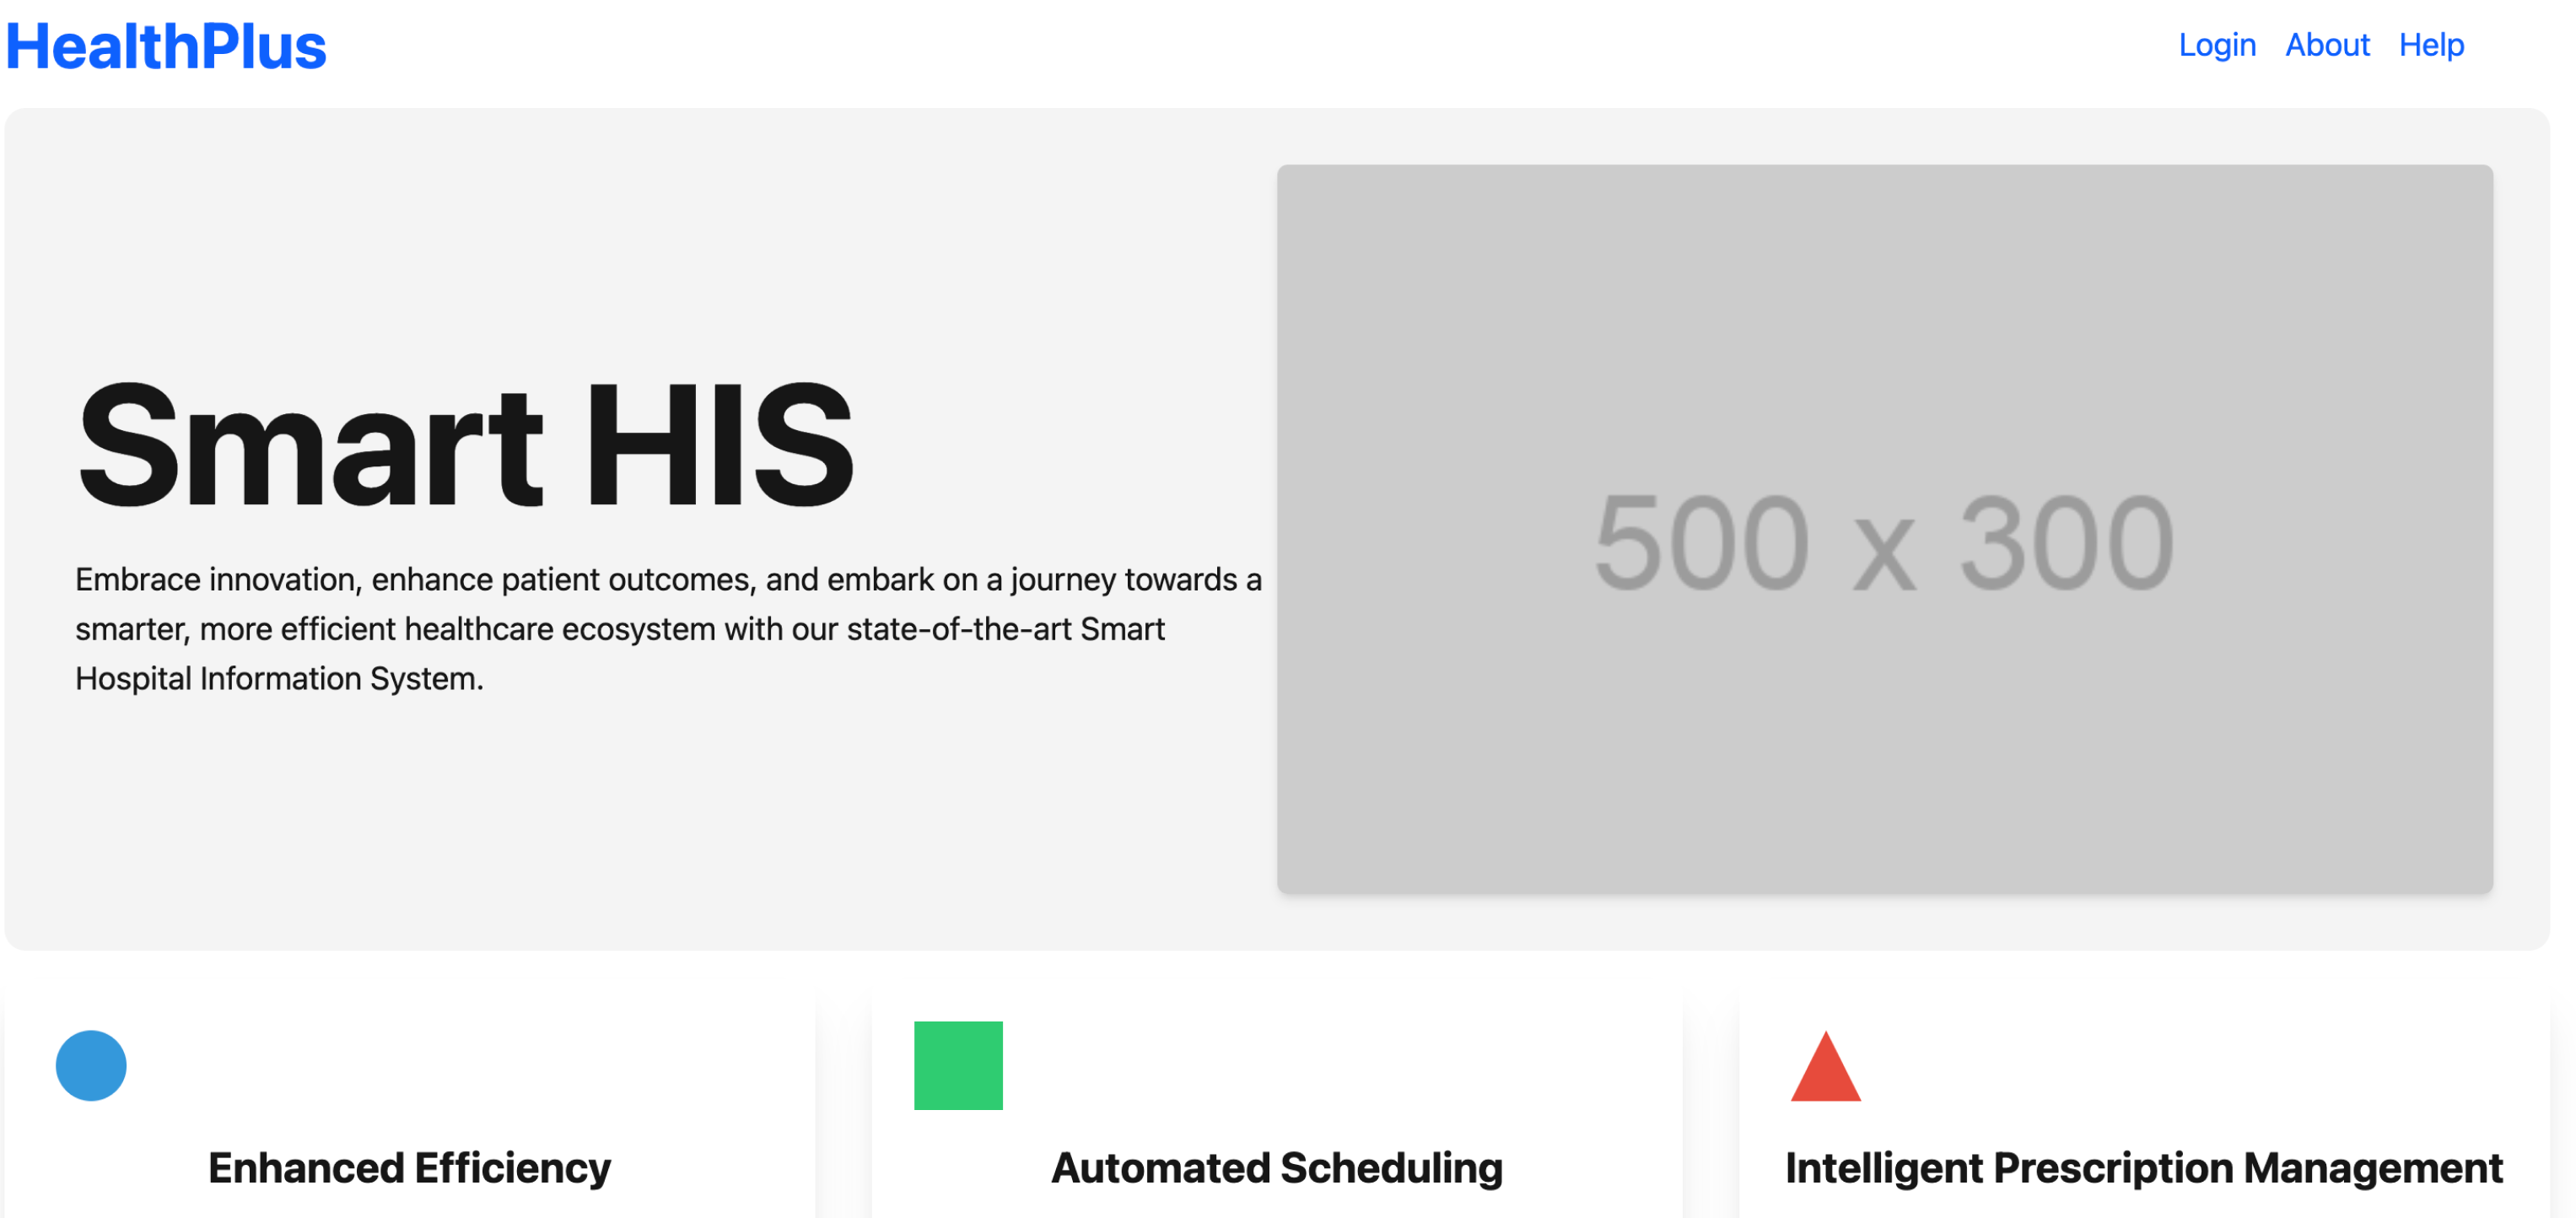 HealthPlus
Login About Help
Smart HIS
Embrace innovation, enhance patient outcomes, and embark on a journey towards a
smarter, more efficient healthcare ecosystem with our state-of-the-art Smart
Hospital Information System.
500 x 300
Enhanced Efficiency
Automated Scheduling
Intelligent Prescription Management